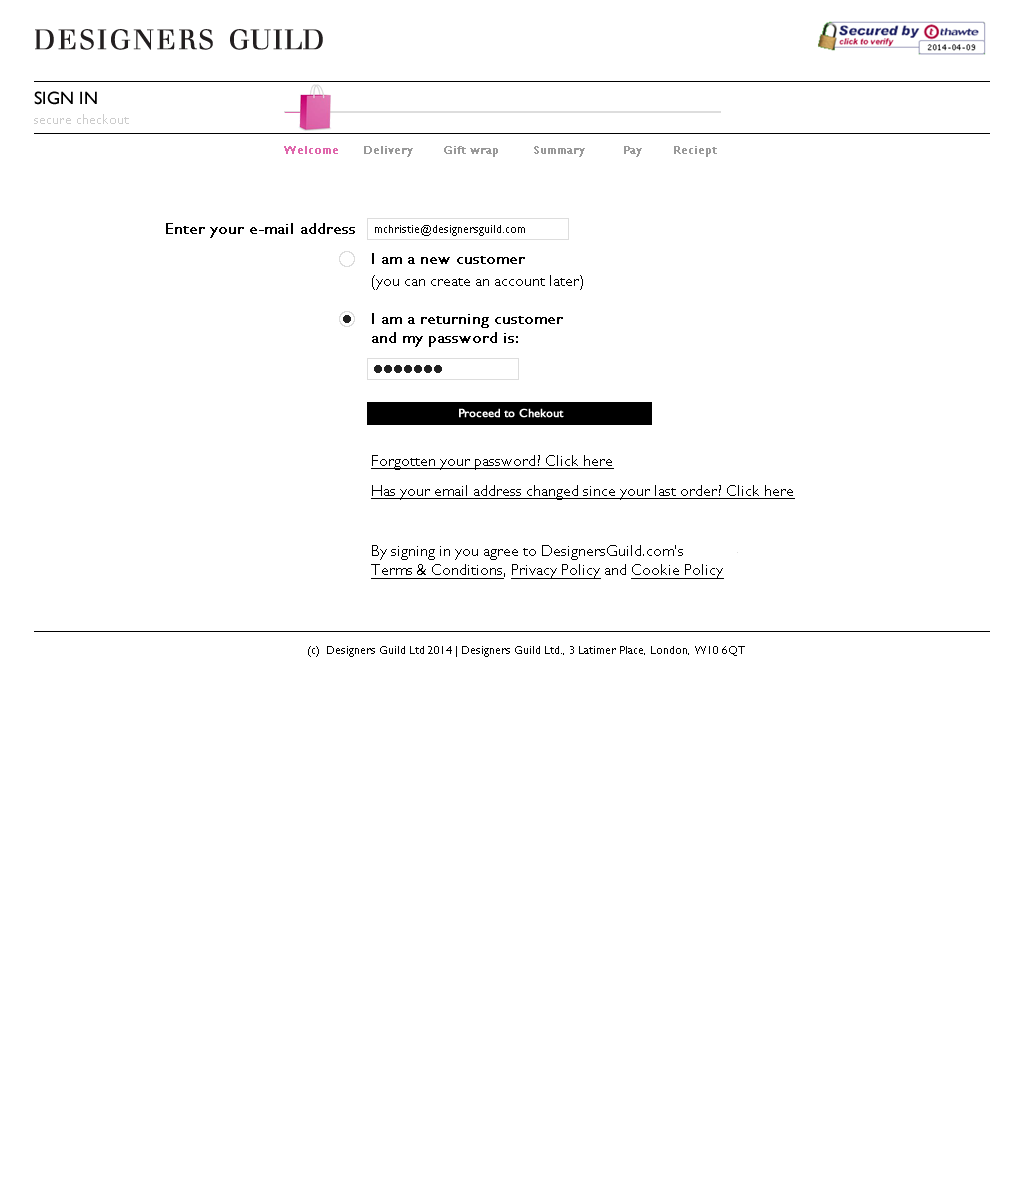 DESIGNERS GUILD
Secured by thawte
click to verify
2014-04-09
SIGN IN
secure checkout
Welcome Delivery Gift wrap Summary Pay Reciept
Enter your e-mail address mchristie@designersguild.com
I am a new customer
(you can create an account later)
I am a returning customer
and my password is:
Proceed to Chekout
Forgotten your password? Click here
Has your email address changed since your last order? Click here
By signing in you agree to DesignersGuild.com's
Terms & Conditions, Privacy Policy and Cookie Policy
(c) Designers Guild Ltd 2014 | Designers Guild Ltd., 3 Latimer Place, London, W10 6QT